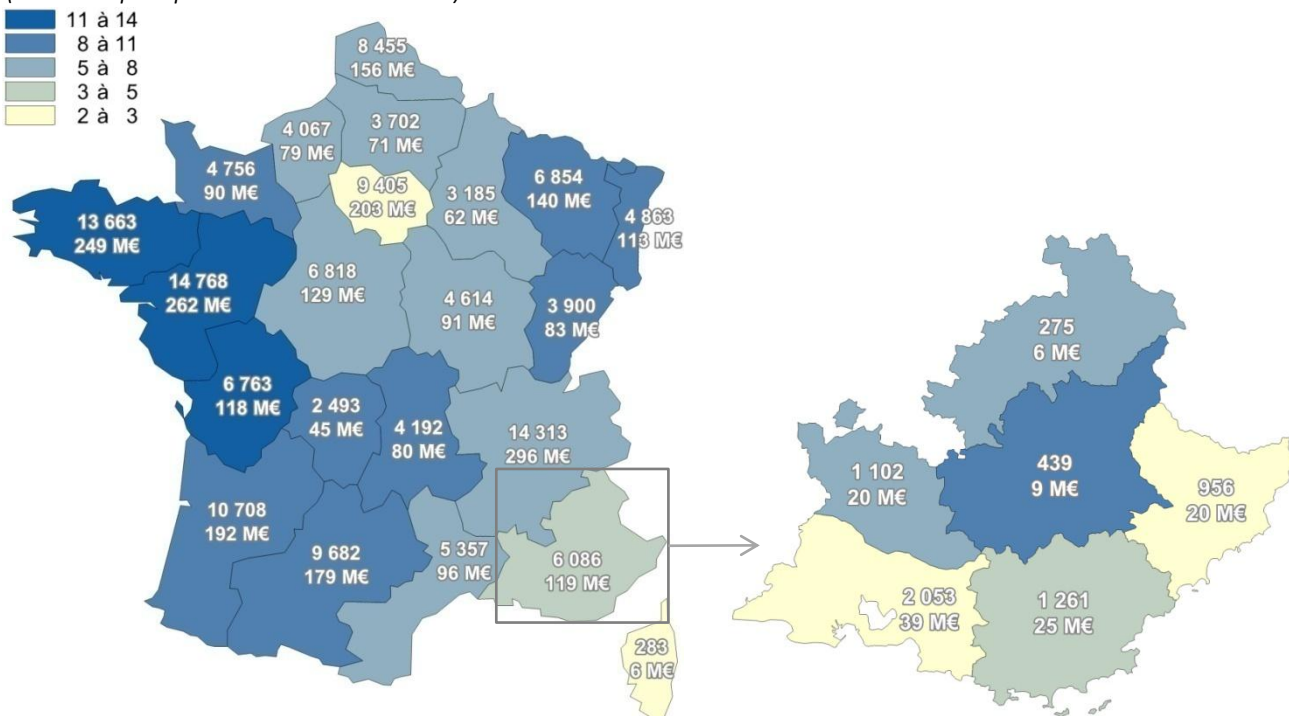 11 à 14
8 à 11
5 à 8
3 à 5
2 à 3
8 455
156 M€
4 067
79 M€
3 702
71 M€
4 756
90 M€
9 405
203 M€
3 185
62 M€
6 854
140 M€
4 863
113 M€
13 663
249 M€
14 768
262 M€
6 818
129 M€
4 614
91 M€
3 900
83 M€
6 763
118 M€
2 493
45 M€
4 192
80 M€
14 313
296 M€
10 708
192 M€
9 682
179 M€
5 357
96 M€
6 086
119 M€
283
6 M€
275
6 M€
1 102
20 M€
439
9 M€
956
20 M€
2 053
39 M€
1 261
25 M€